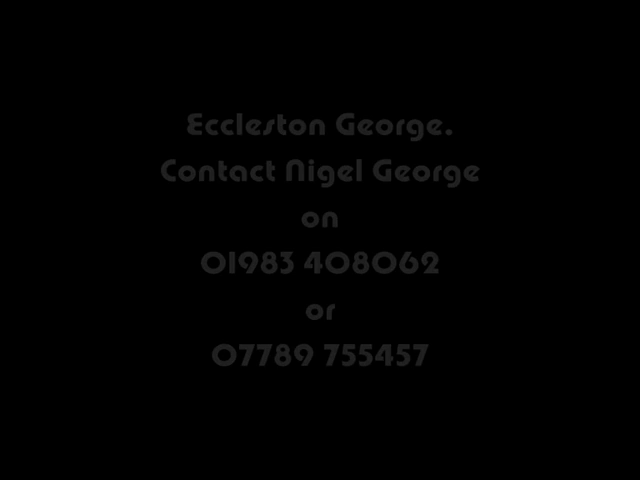 Eccleston George.
Contact Nigel George
on
01983 408062
or
07789 755457